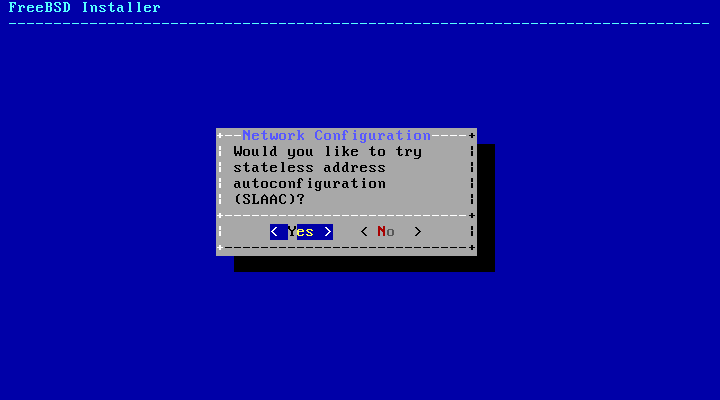 FreeBSD Installer
Network Configuration
Would you like to try
stateless address
autoconfiguration
(SLAAC)?
< Yes > < No >